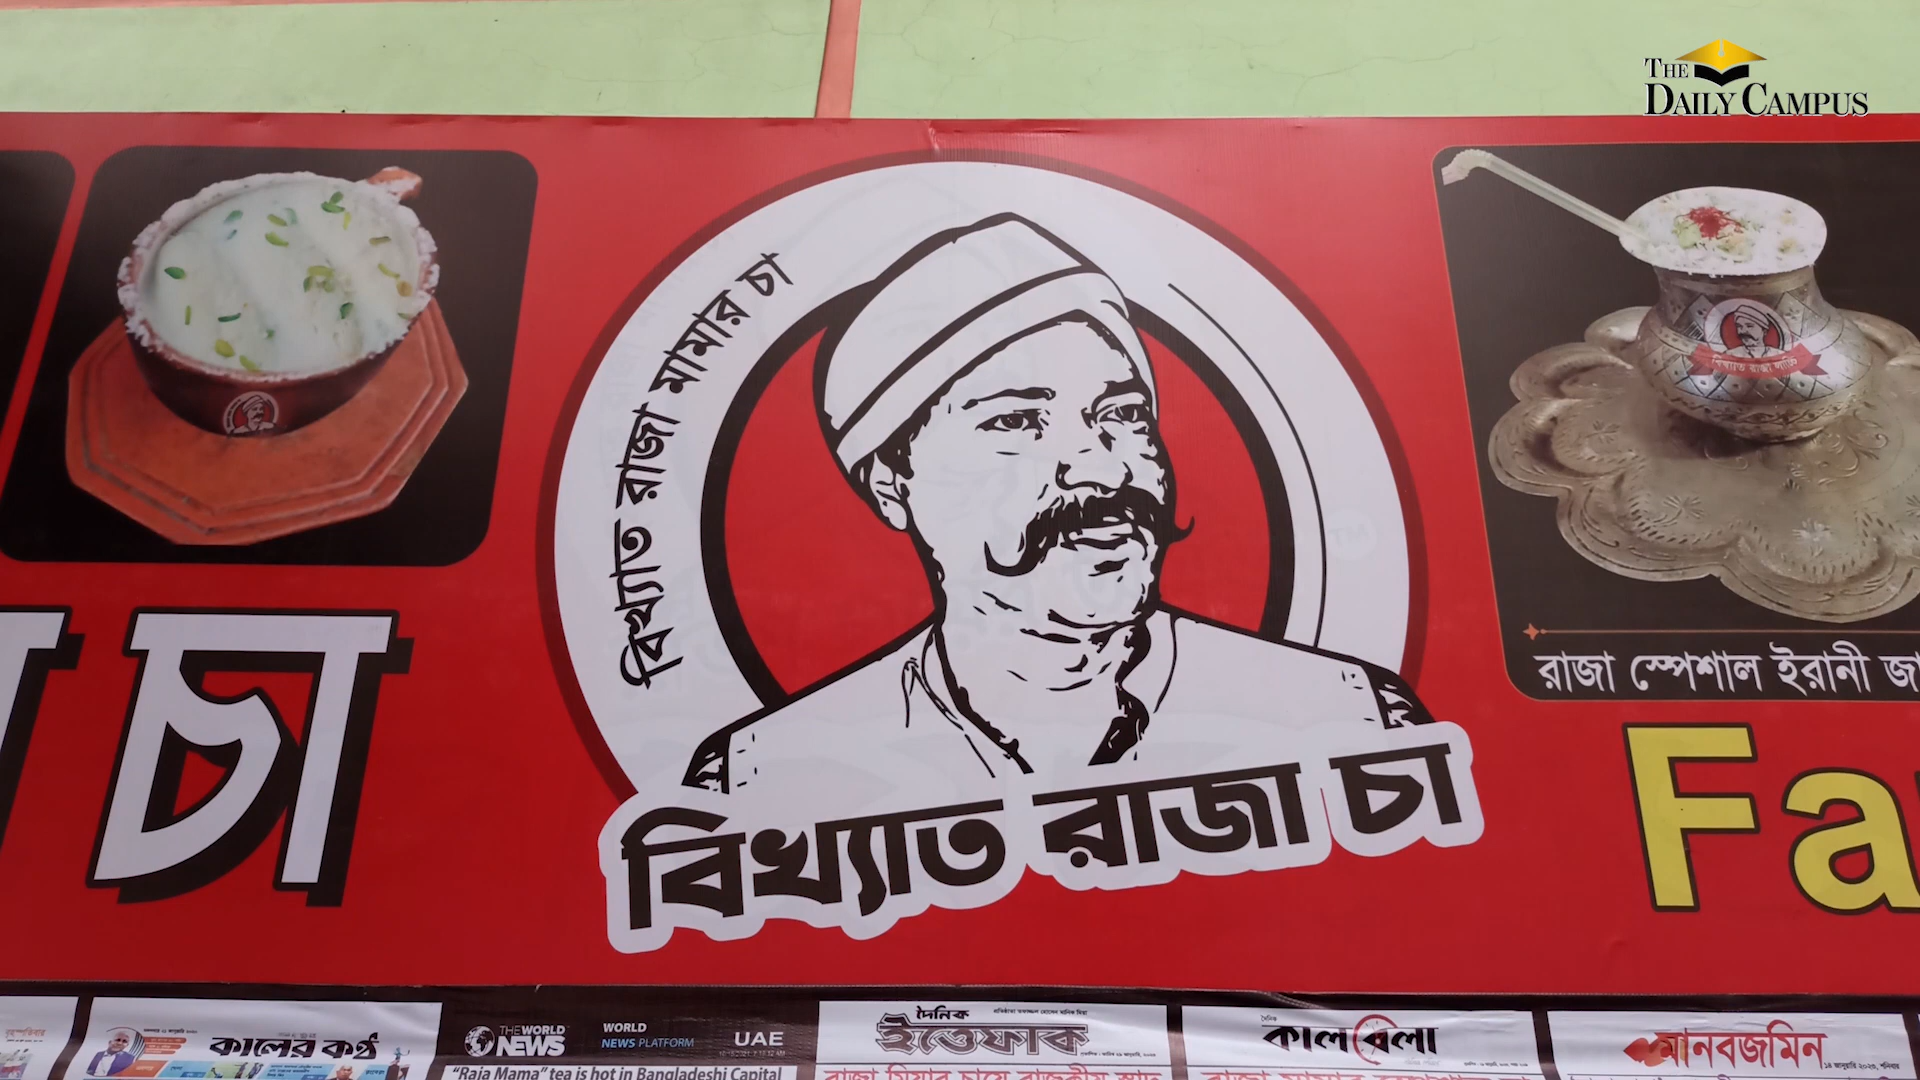 THE
DAILY CAMPUS
বিখ্যাত রাজা মামার চা
বিখ্যাত রাজা চা
চা
রাজা স্পেশাল ইরানী
Fa
কালের কণ্ঠ
THE WORLD
NEWS
WORLD
NEWS PLATFORM
UAE
"Raja Mama" tea is hot in Bangladeshi Capital
দৈনিক
ইত্তেফাক
দৈনিক
কালবেলা
মানবজমিন